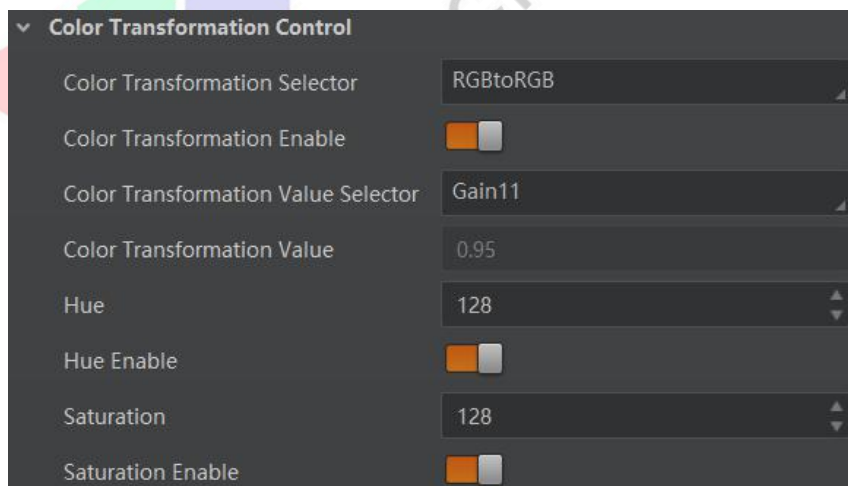 Color Transformation Control
Color Transformation Selector RGBtoRGB
Color Transformation Enable
Color Transformation Value Selector Gain11
Color Transformation Value 0.95
Hue 128
Hue Enable
Saturation 128
Saturation Enable